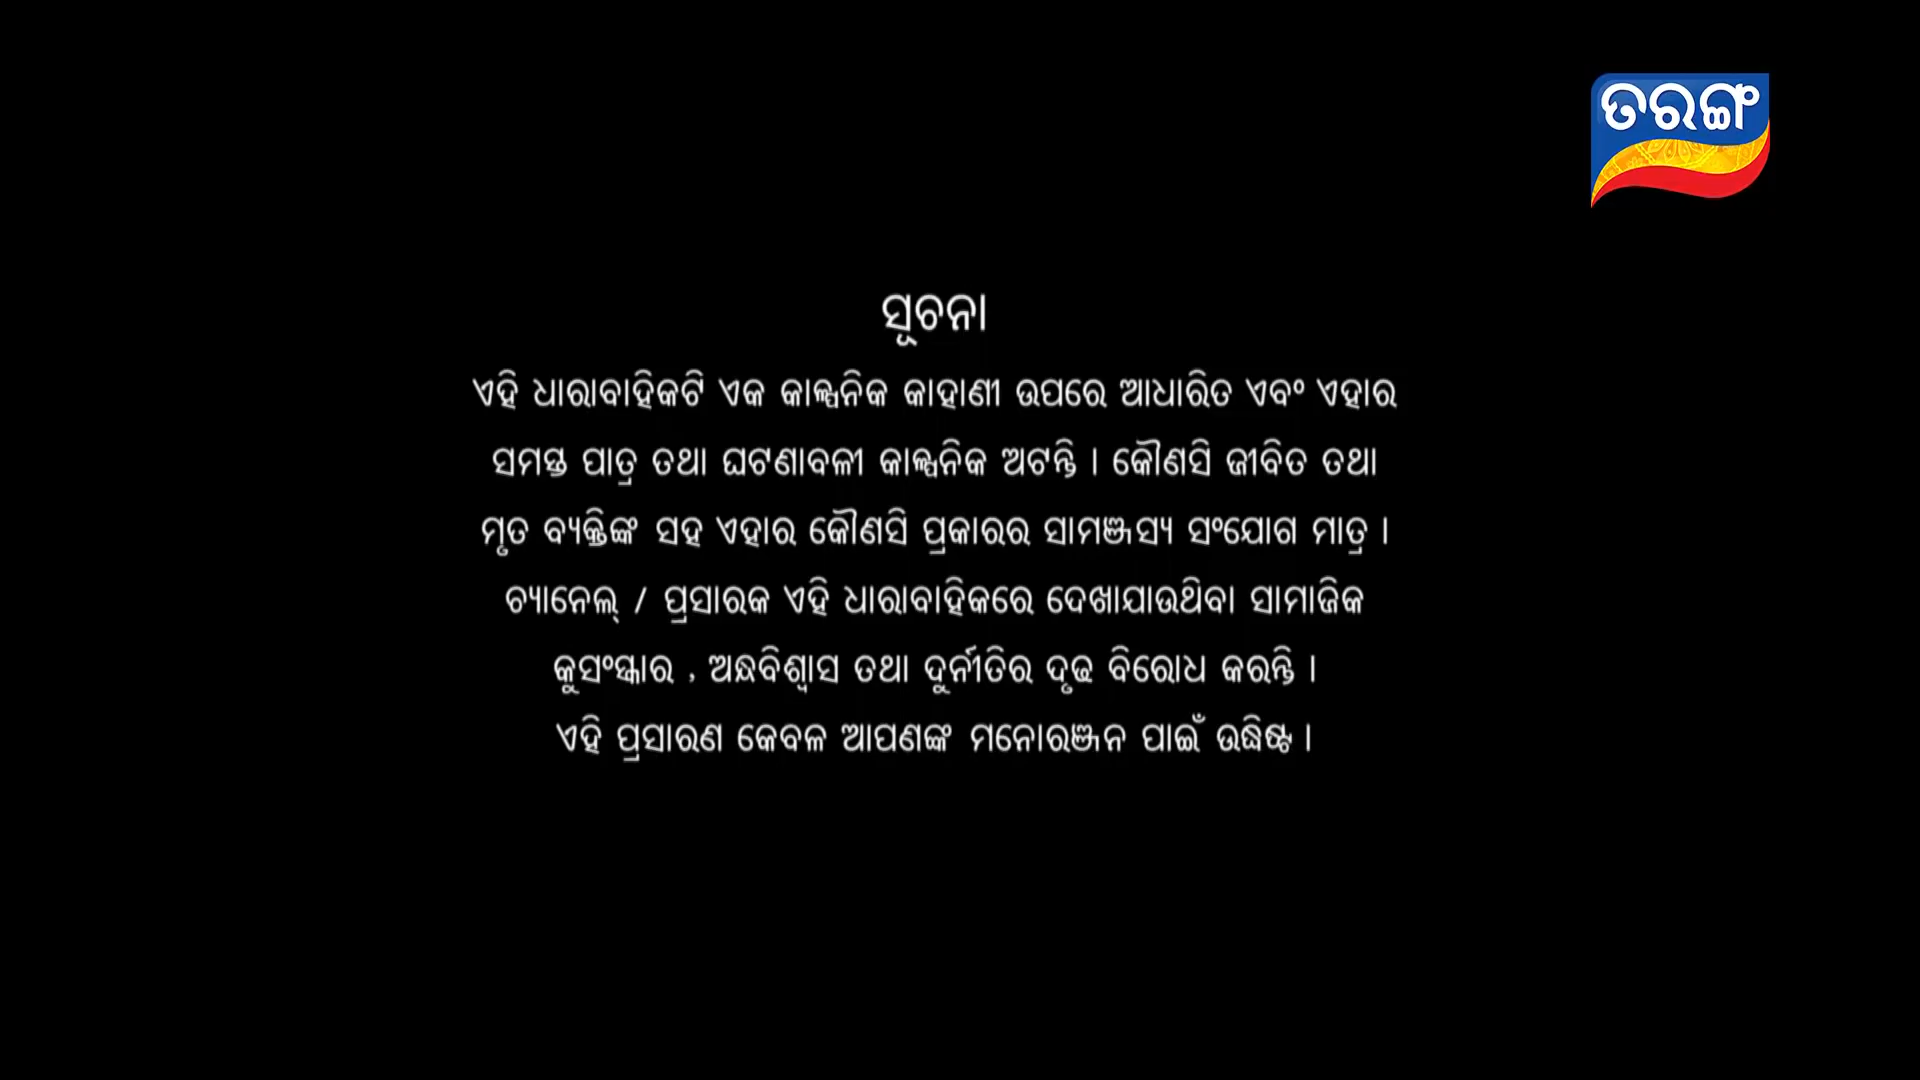 ତରଙ୍ଗ
ସୂଚନା
ଏହି ଧାରାବାହିକଟି ଏକ କାଳ୍ପନିକ କାହାଣୀ ଉପରେ ଆଧାରିତ ଏବଂ ଏହାର
ସମସ୍ତ ପାତ୍ର ତଥା ଘଟଣାବଳୀ କାଳ୍ପନିକ ଅଟନ୍ତି । କୌଣସି ଜୀବିତ ତଥା
ମୃତ ବ୍ୟକ୍ତିଙ୍କ ସହ ଏହାର କୌଣସି ପ୍ରକାରର ସାମଞ୍ଜସ୍ୟ ସଂଯୋଗ ମାତ୍ର ।
ଚ୍ୟାନେଲ୍ / ପ୍ରସାରକ ଏହି ଧାରାବାହିକରେ ଦେଖାଯାଉଥିବା ସାମାଜିକ
କୁସଂସ୍କାର , ଅନ୍ଧବିଶ୍ୱାସ ତଥା ଦୁର୍ନୀତିର ଦୃଢ ବିରୋଧ କରନ୍ତି ।
ଏହି ପ୍ରସାରଣ କେବଳ ଆପଣଙ୍କ ମନୋରଞ୍ଜନ ପାଇଁ ଉଦ୍ଧିଷ୍ଟ ।